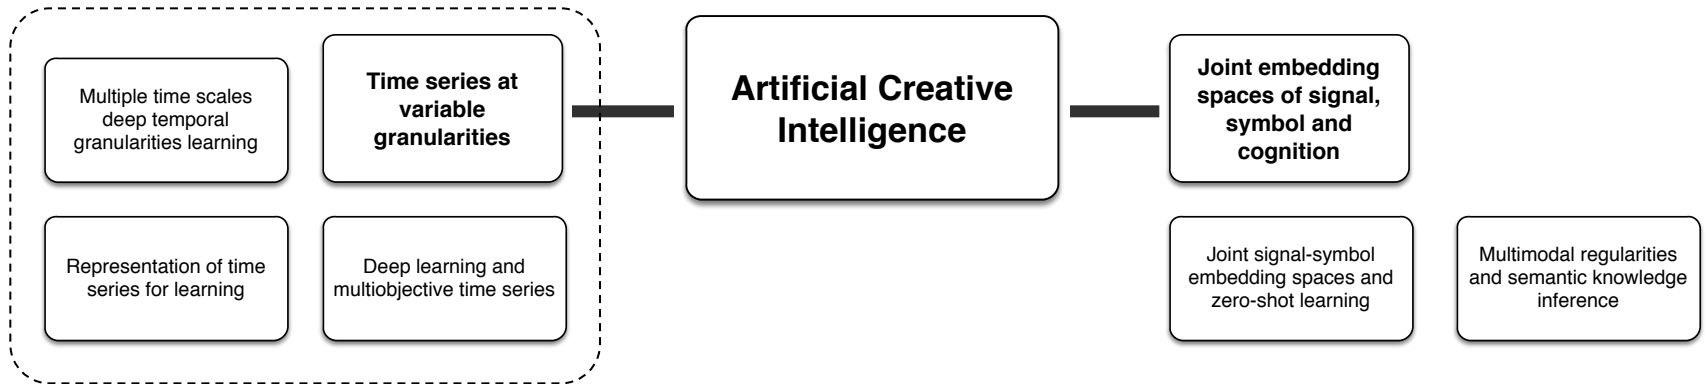 Multiple time scales
deep temporal
granularities learning
Time series at
variable
granularities
Representation of time
series for learning
Deep learning and
multiobjective time series
Artificial Creative
Intelligence
Joint embedding
spaces of signal,
symbol and
cognition
Joint signal-symbol
embedding spaces and
zero-shot learning
Multimodal regularities
and semantic knowledge
inference